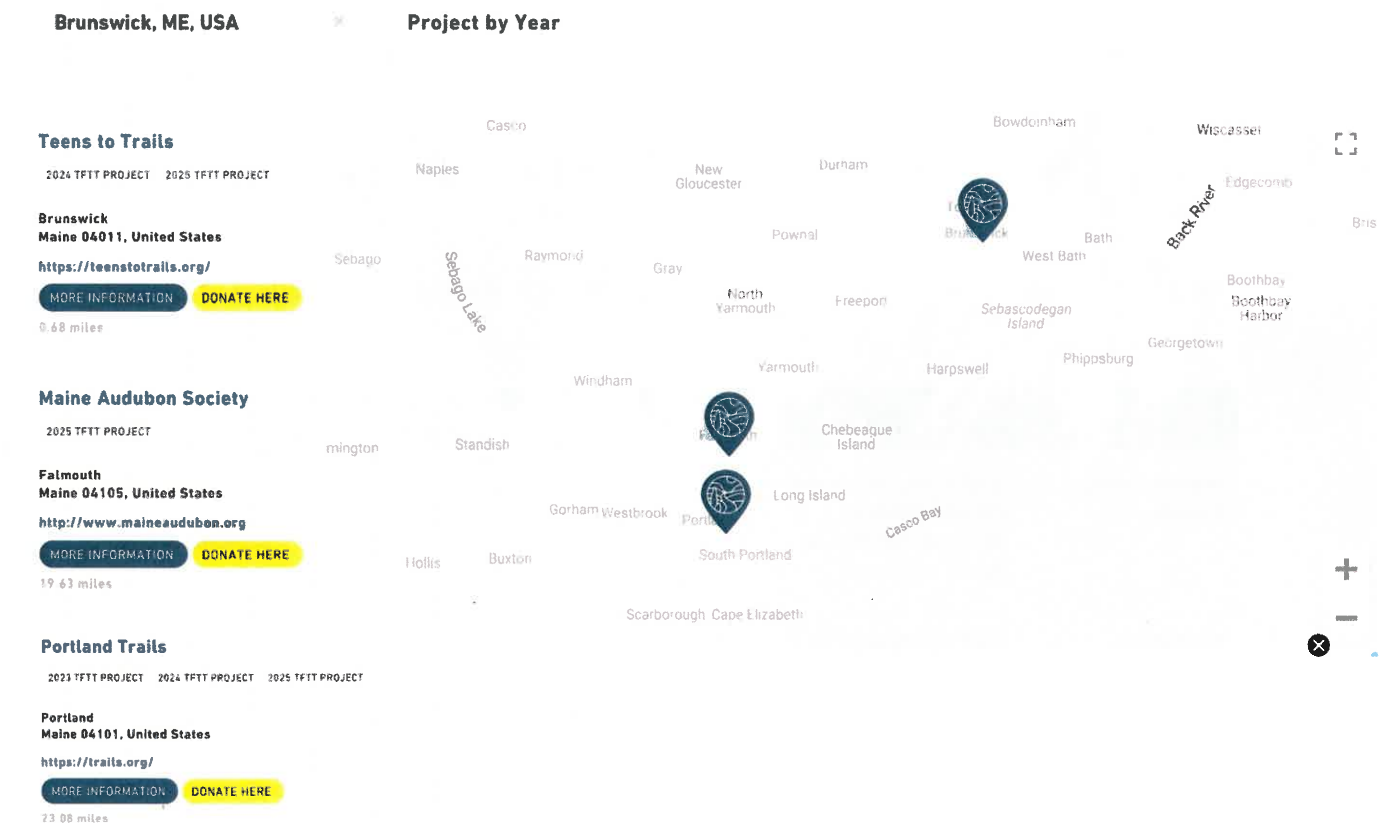 Brunswick, ME, USA
Project by Year
Teens to Trails
2024 TFTT PROJECT 2025 TFTT PROJECT
Brunswick
Maine 04011, United States
https://teenstotrails.org/
MORE INFORMATION DONATE HERE
0.68 miles
Maine Audubon Society
2025 TFTT PROJECT
Falmouth
Maine 04105, United States
http://www.maineaudubon.org
MORE INFORMATION DONATE HERE
19.63 miles
Portland Trails
2023 TFTT PROJECT 2024 TFTT PROJECT 2025 TFTT PROJECT
Portland
Maine 04101, United States
https://trails.org/
MORE INFORMATION DONATE HERE
23.08 miles
Casco
Bowdoinham
Wiscasset
Naples
New
Gloucester
Durham
Edgecomb
Back River
Bris
Brunswick
Pownal
Bath
West Bath
Sebago
Sebago Lake
Raymond
Gray
Boothbay
North
Yarmouth
Freeport
Sebascodegan
Island
Boothbay
Harbor
Georgetown
Phippsburg
Yarmouth
Harpswell
Windham
Chebeague
Island
mington
Standish
Long Island
Gorham
Westbrook
Casco Bay
South Portland
Hollis
Buxton
Scarborough
Cape Elizabeth